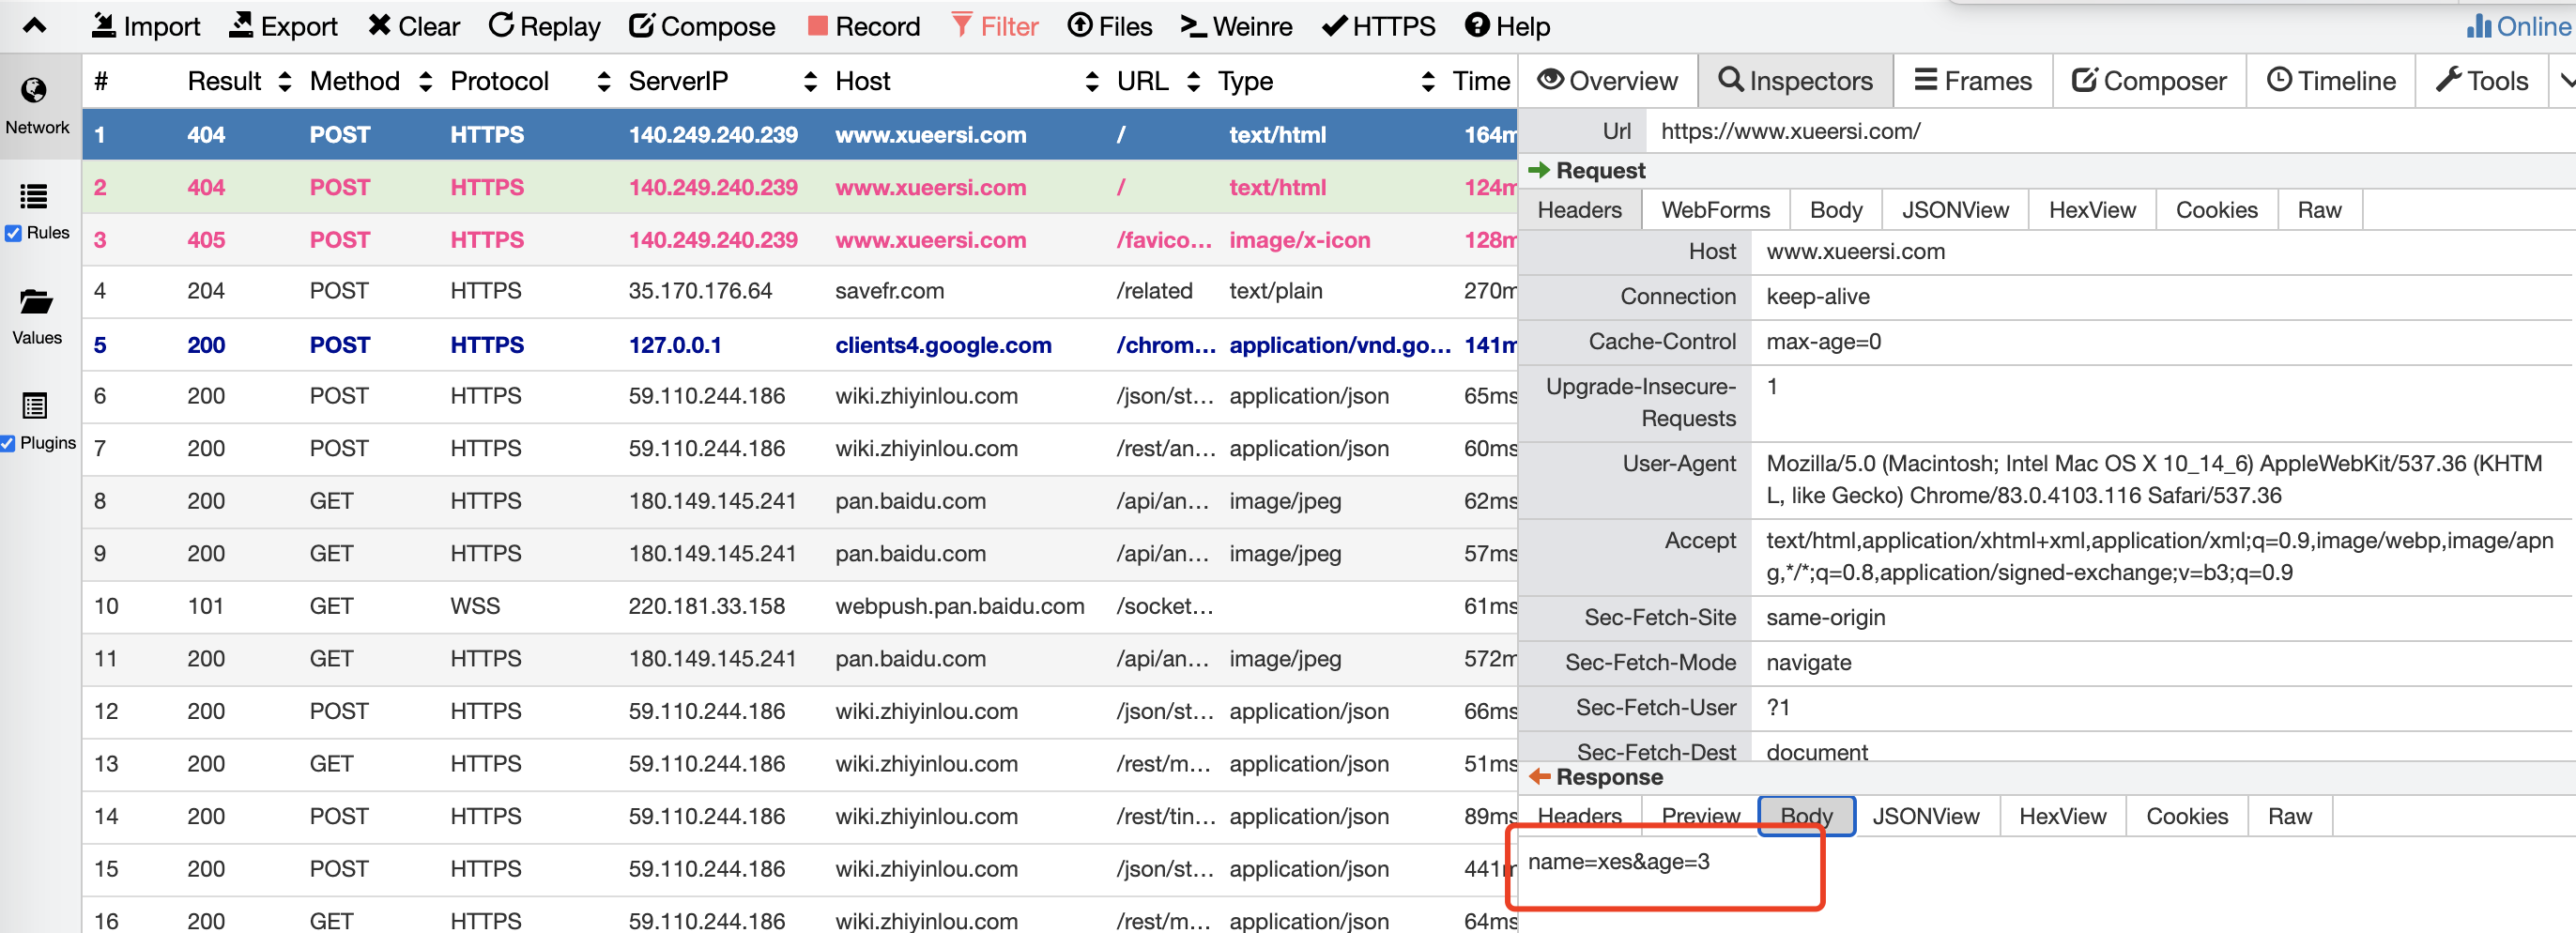 Import Export Clear Replay Compose Record Filter Files Weinre HTTPS Help Online
Network
Rules
Values
Plugins
# Result Method Protocol ServerIP Host URL Type Time
1 404 POST HTTPS 140.249.240.239 www.xueersi.com / text/html 164m
2 404 POST HTTPS 140.249.240.239 www.xueersi.com / text/html 124m
3 405 POST HTTPS 140.249.240.239 www.xueersi.com /favico... image/x-icon 128m
4 204 POST HTTPS 35.170.176.64 savefr.com /related text/plain 270m
5 200 POST HTTPS 127.0.0.1 clients4.google.com /chrom... application/vnd.go... 141m
6 200 POST HTTPS 59.110.244.186 wiki.zhiyinlou.com /json/st... application/json 65ms
7 200 POST HTTPS 59.110.244.186 wiki.zhiyinlou.com /rest/an... application/json 60ms
8 200 GET HTTPS 180.149.145.241 pan.baidu.com /api/an... image/jpeg 62ms
9 200 GET HTTPS 180.149.145.241 pan.baidu.com /api/an... image/jpeg 57ms
10 101 GET WSS 220.181.33.158 webpush.pan.baidu.com /socket... 61ms
11 200 GET HTTPS 180.149.145.241 pan.baidu.com /api/an... image/jpeg 572m
12 200 POST HTTPS 59.110.244.186 wiki.zhiyinlou.com /json/st... application/json 66ms
13 200 GET HTTPS 59.110.244.186 wiki.zhiyinlou.com /rest/m... application/json 51ms
14 200 POST HTTPS 59.110.244.186 wiki.zhiyinlou.com /rest/tin... application/json 89ms
15 200 POST HTTPS 59.110.244.186 wiki.zhiyinlou.com /json/st... application/json 441m
16 200 GET HTTPS 59.110.244.186 wiki.zhiyinlou.com /rest/m... application/json 64ms
Overview Inspectors Frames Composer Timeline Tools
Url https://www.xueersi.com/
Request
Headers WebForms Body JSONView HexView Cookies Raw
Host www.xueersi.com
Connection keep-alive
Cache-Control max-age=0
Upgrade-Insecure- 1
Requests
User-Agent Mozilla/5.0 (Macintosh; Intel Mac OS X 10_14_6) AppleWebKit/537.36 (KHTM
L, like Gecko) Chrome/83.0.4103.116 Safari/537.36
Accept text/html,application/xhtml+xml,application/xml;q=0.9,image/webp,image/apn
g,*/*;q=0.8,application/signed-exchange;v=b3;q=0.9
Sec-Fetch-Site same-origin
Sec-Fetch-Mode navigate
Sec-Fetch-User ?1
Sec-Fetch-Dest document
Response
Headers Preview Body JSONView HexView Cookies Raw
name=xes&age=3